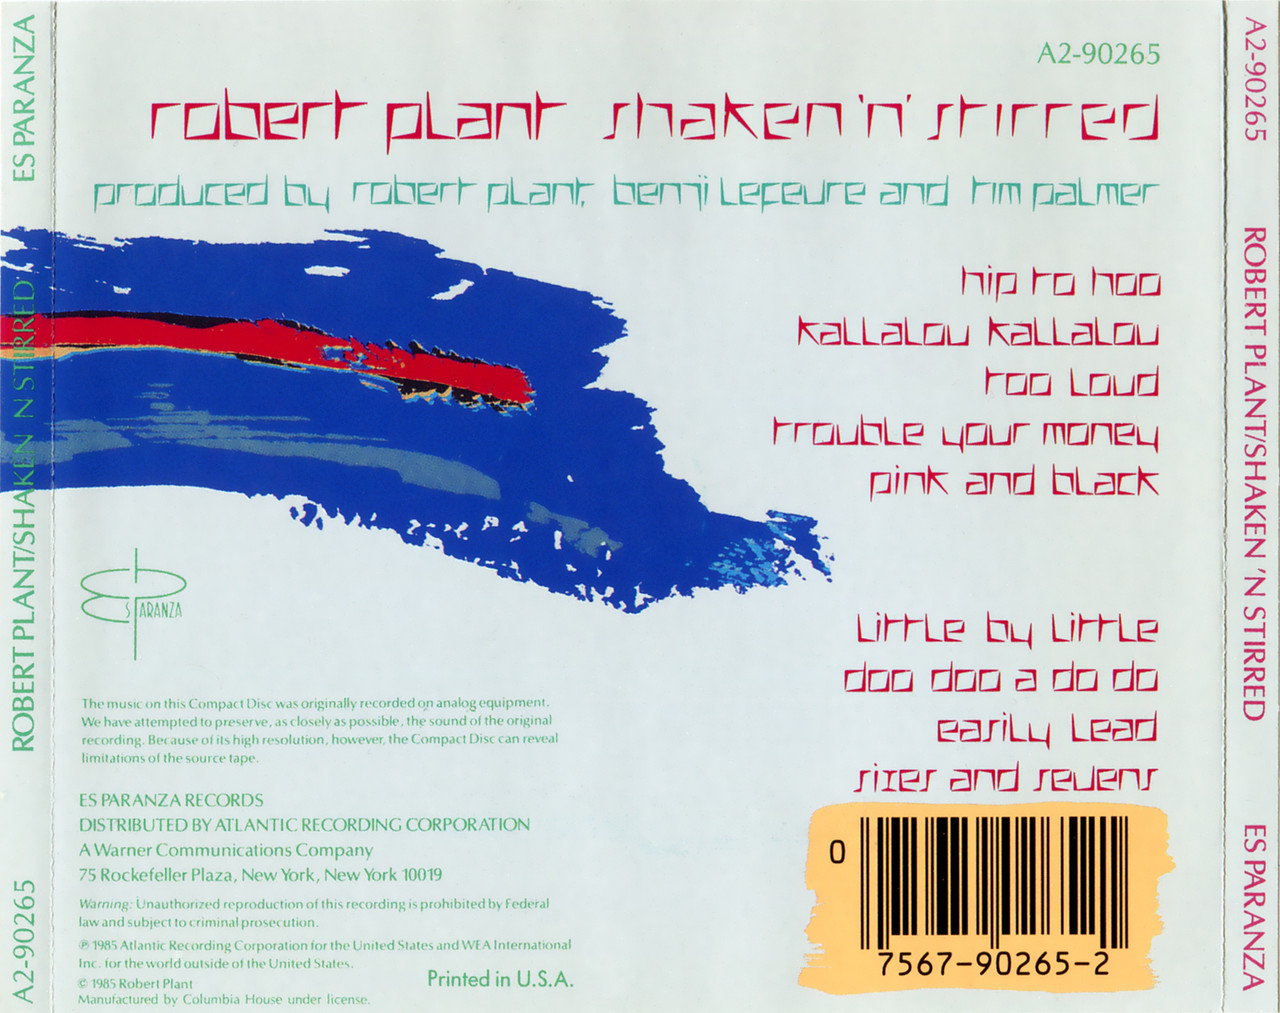 ES PARANZA
ROBERT PLANT/SHAKEN 'N STIRRED
A2-90265
A2-90265
robert plant shaken 'n' stirred
produced by robert plant, benji lefevre and tim palmer
hip to hoo
kallalou kallalou
too loud
trouble your money
pink and black
little by little
doo doo a do do
easily lead
sixes and sevens
ES PARANZA
The music on this Compact Disc was originally recorded on analog equipment.
We have attempted to preserve, as closely as possible, the sound of the original
recording. Because of its high resolution, however, the Compact Disc can reveal
limitations of the source tape.
ES PARANZA RECORDS
DISTRIBUTED BY ATLANTIC RECORDING CORPORATION
A Warner Communications Company
75 Rockefeller Plaza, New York, New York 10019
Warning: Unauthorized reproduction of this recording is prohibited by Federal
law and subject to criminal prosecution.
℗ 1985 Atlantic Recording Corporation for the United States and WEA International
Inc. for the world outside of the United States.
© 1985 Robert Plant
Manufactured by Columbia House under license.
Printed in U.S.A.
0
7567-90265-2
A2-90265
ROBERT PLANT/SHAKEN 'N STIRRED
ES PARANZA